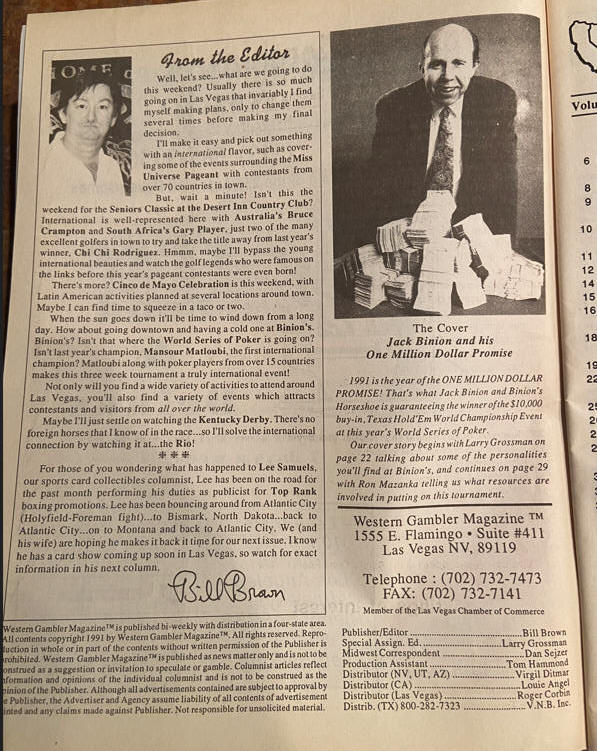 From the Editor
HOME
Well, let's see...what are we going to do
this weekend? Usually there is so much
going on in Las Vegas that invariably I find
myself making plans, only to change them
several times before making my final
decision.
I'll make it easy and pick out something
with an international flavor, such as cover-
ing some of the events surrounding the Miss
Universe Pageant with contestants from
over 70 countries in town.
But, wait a minute! Isn't this the
weekend for the Seniors Classic at the Desert Inn Country Club?
International is well-represented here with Australia's Bruce
Crampton and South Africa's Gary Player, just two of the many
excellent golfers in town to try and take the title away from last year's
winner, Chi Chi Rodriguez. Hmmm, maybe I'll bypass the young
international beauties and watch the golf legends who were famous on
the links before this year's pageant contestants were even born!
There's more? Cinco de Mayo Celebration is this weekend, with
Latin American activities planned at several locations around town.
Maybe I can find time to squeeze in a taco or two.
When the sun goes down it'll be time to wind down from a long
day. How about going downtown and having a cold one at Binion's.
Binion's? Isn't that where the World Series of Poker is going on?
Isn't last year's champion, Mansour Matloubi, the first international
champion? Matloubi along with poker players from over 15 countries
makes this three week tournament a truly international event!
Not only will you find a wide variety of activities to attend around
Las Vegas, you'll also find a variety of events which attracts
contestants and visitors from all over the world.
Maybe I'll just settle on watching the Kentucky Derby. There's no
foreign horses that I know of in the race...so I'll solve the international
connection by watching it at...the Rio!
***
For those of you wondering what has happened to Lee Samuels,
our sports card collectibles columnist, Lee has been on the road for
the past month performing his duties as publicist for Top Rank
boxing promotions. Lee has been bouncing around from Atlantic City
(Holyfield-Foreman fight)...to Bismark, North Dakota...back to
Atlantic City...on to Montana and back to Atlantic City. We (and
his wife) are hoping he makes it back it time for our next issue. I know
he has a card show coming up soon in Las Vegas, so watch for exact
information in his next column.
Bill Brown
Western Gambler Magazine™ is published bi-weekly with distribution in a four-state area.
All contents copyright 1991 by Western Gambler Magazine™. All rights reserved. Repro-
duction in whole or in part of the contents without written permission of the Publisher is
prohibited. Western Gambler Magazine™ is published as news matter only and is not to be
construed as a suggestion or invitation to speculate or gamble. Columnist articles reflect
information and opinions of the individual columnist and is not to be construed as the
opinion of the Publisher. Although all advertisements contained are subject to approval by
the Publisher, the Advertiser and Agency assume liability of all contents of advertisement
printed and any claims made against Publisher. Not responsible for unsolicited material.
The Cover
Jack Binion and his
One Million Dollar Promise
1991 is the year of the ONE MILLION DOLLAR
PROMISE! That's what Jack Binion and Binion's
Horseshoe is guaranteeing the winner of the $10,000
buy-in, Texas Hold'Em World Championship Event
at this year's World Series of Poker.
Our cover story begins with Larry Grossman on
page 22 talking about some of the personalities
you'll find at Binion's, and continues on page 29
with Ron Mazanka telling us what resources are
involved in putting on this tournament.
Western Gambler Magazine ™
1555 E. Flamingo • Suite #411
Las Vegas NV, 89119
Telephone : (702) 732-7473
FAX: (702) 732-7141
Member of the Las Vegas Chamber of Commerce
Publisher/Editor ........ Bill Brown
Special Assign. Ed. ........ Larry Grossman
Midwest Correspondent ........ Dan Sejzer
Production Assistant ........ Tom Hammond
Distributor (NV, UT, AZ) ........ Virgil Ditmar
Distributor (CA) ........ Louie Angel
Distributor (Las Vegas) ........ Roger Corbin
Distrib. (TX) 800-282-7323 ........ V.N.B. Inc.
Volu
6
8
9
10
11
12
15
16
18
19
22